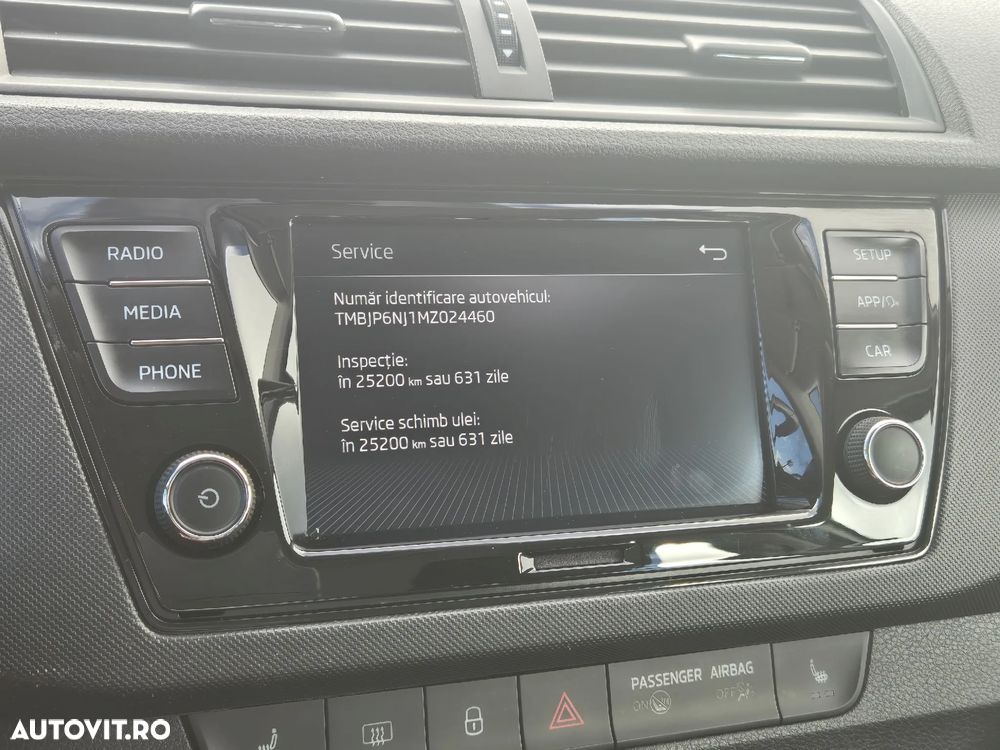 RADIO
MEDIA
PHONE
Service
Număr identificare autovehicul:
TMBJP6NJ1MZ024460
Inspecție:
în 25200 km sau 631 zile
Service schimb ulei:
în 25200 km sau 631 zile
SETUP
APP/
CAR
PASSENGER AIRBAG
ON OFF
AUTOVIT.RO